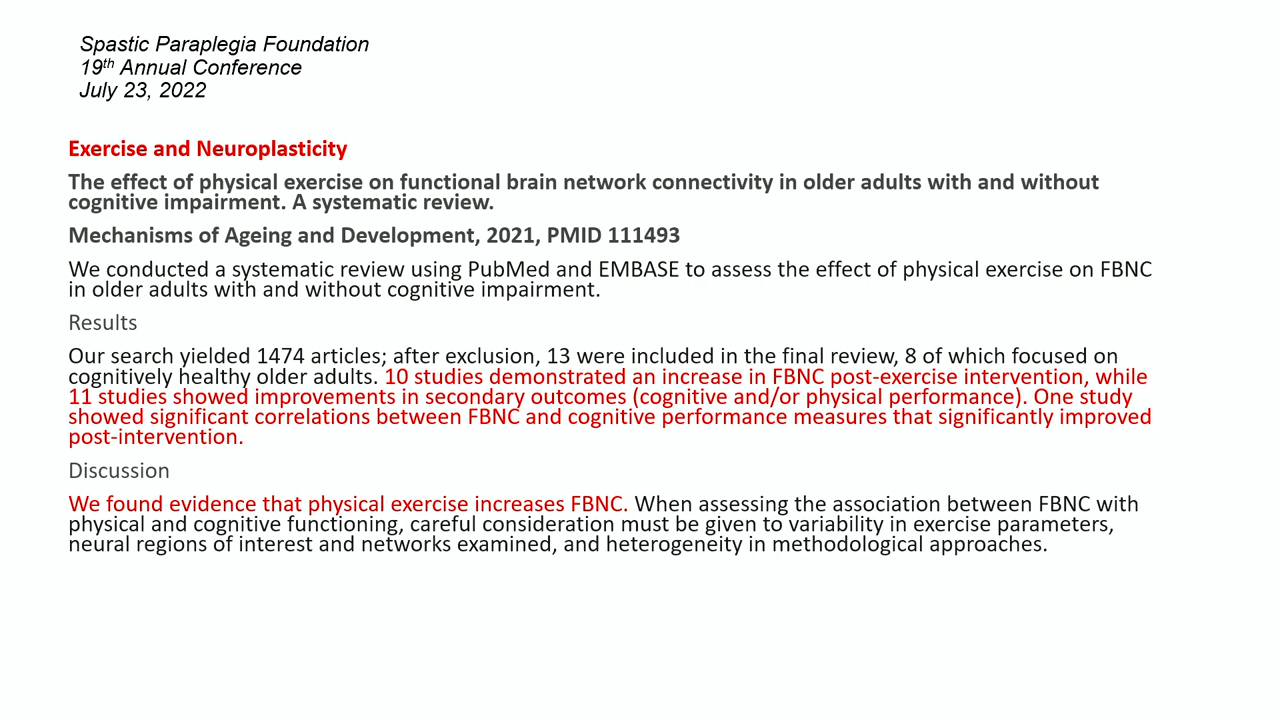 Spastic Paraplegia Foundation
19th Annual Conference
July 23, 2022
Exercise and Neuroplasticity
The effect of physical exercise on functional brain network connectivity in older adults with and without
cognitive impairment. A systematic review.
Mechanisms of Ageing and Development, 2021, PMID 111493
We conducted a systematic review using PubMed and EMBASE to assess the effect of physical exercise on FBNC
in older adults with and without cognitive impairment.
Results
Our search yielded 1474 articles; after exclusion, 13 were included in the final review, 8 of which focused on
cognitively healthy older adults. 10 studies demonstrated an increase in FBNC post-exercise intervention, while
11 studies showed improvements in secondary outcomes (cognitive and/or physical performance). One study
showed significant correlations between FBNC and cognitive performance measures that significantly improved
post-intervention.
Discussion
We found evidence that physical exercise increases FBNC. When assessing the association between FBNC with
physical and cognitive functioning, careful consideration must be given to variability in exercise parameters,
neural regions of interest and networks examined, and heterogeneity in methodological approaches.